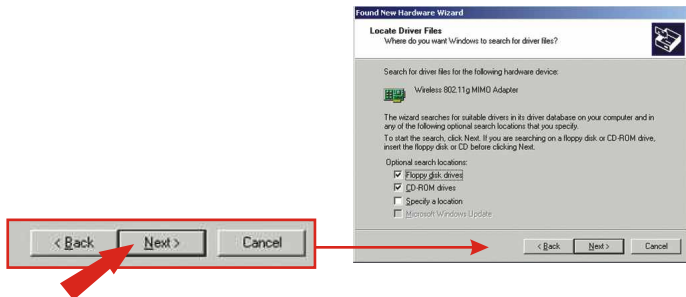 Found New Hardware Wizard
Locate Driver Files
Where do you want Windows to search for driver files?
Search for driver files for the following hardware device:
Wireless 802.11g MIMO Adapter
The wizard searches for suitable drivers in its driver database on your computer and in
any of the following optional search locations that you specify.
To start the search, click Next. If you are searching on a floppy disk or CD-ROM drive,
insert the floppy disk or CD before clicking Next.
Optional search locations:
Floppy disk drives
CD-ROM drives
Specify a location
Microsoft Windows Update
< Back Next > Cancel
< Back Next > Cancel